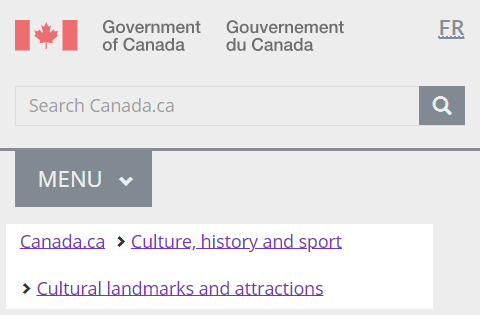 Government of Canada
Gouvernement du Canada
FR
Search Canada.ca
MENU
Canada.ca > Culture, history and sport
> Cultural landmarks and attractions